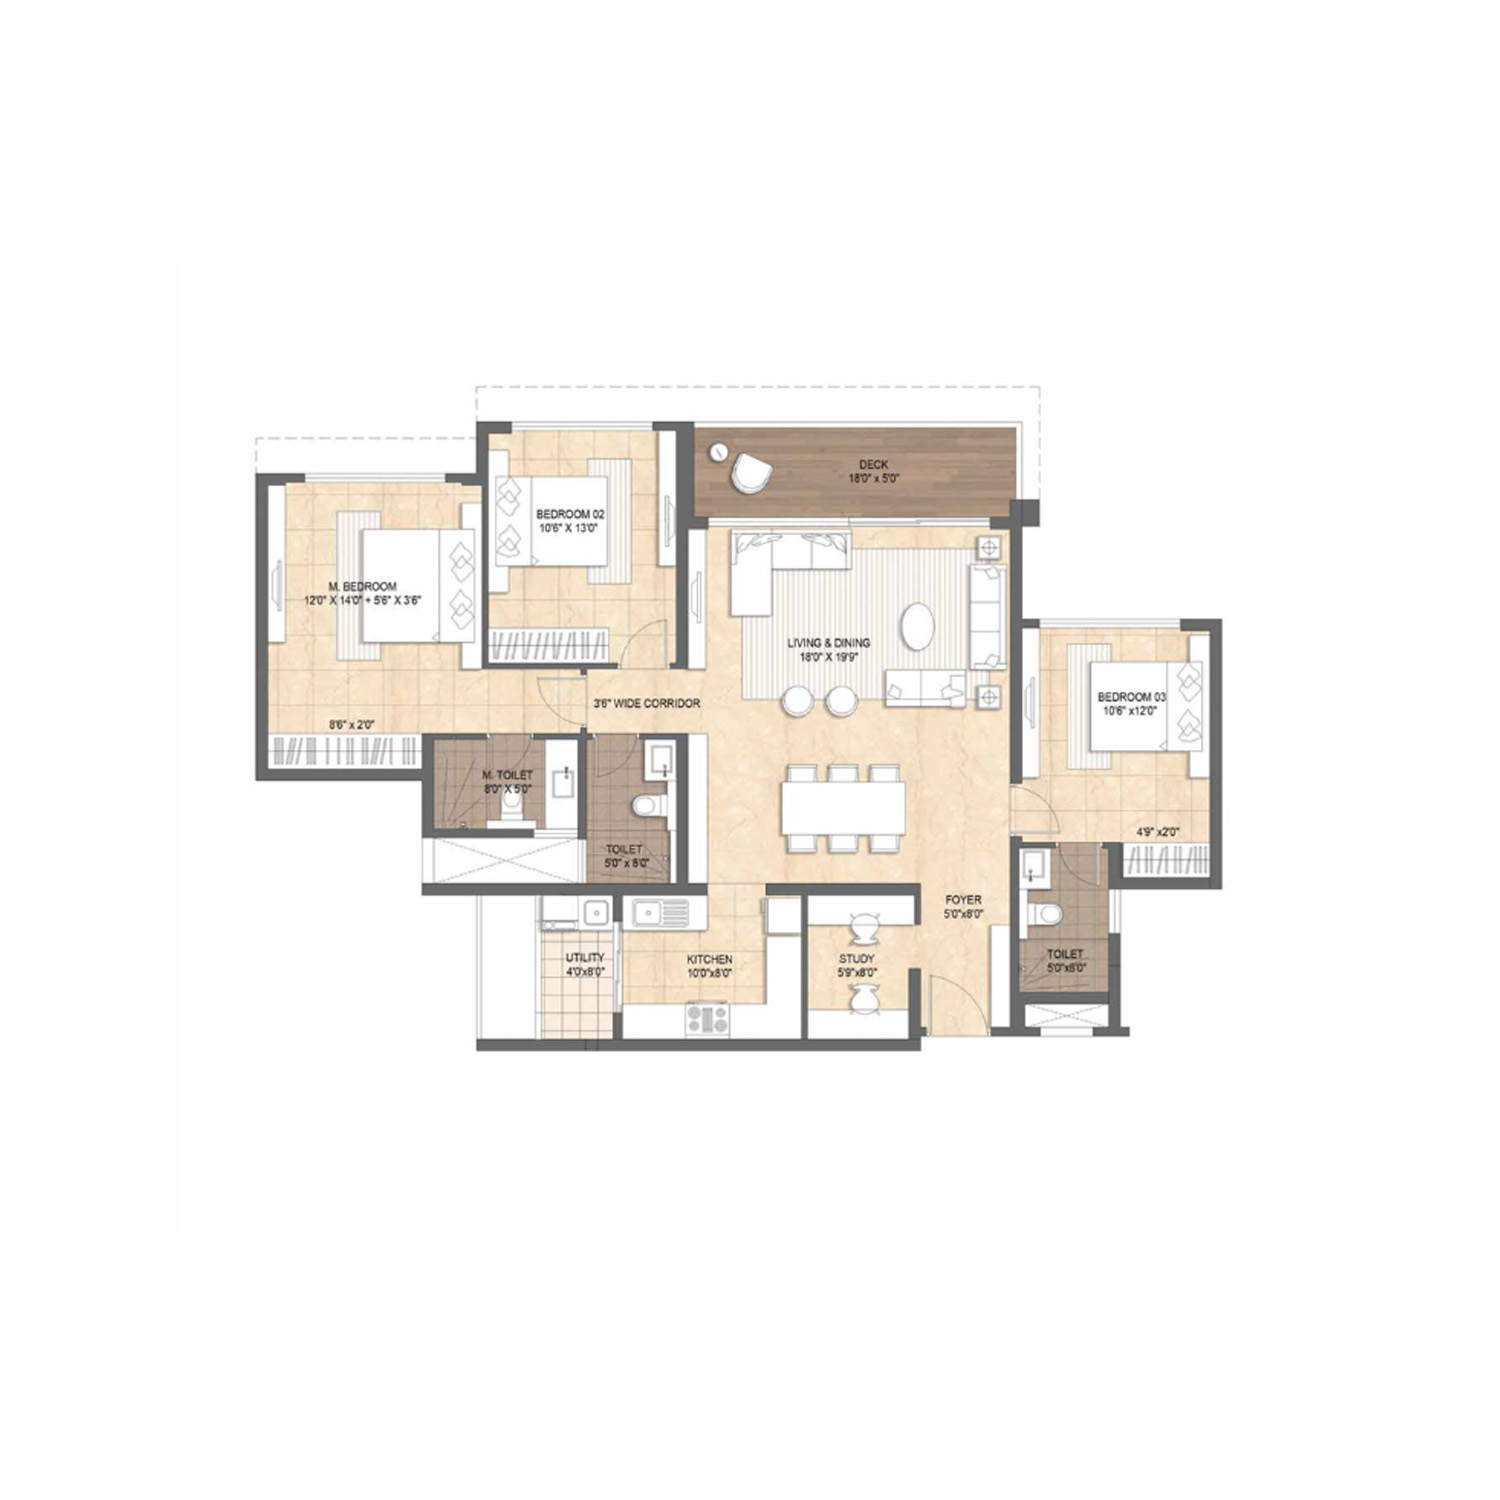 DECK
18'0" x 5'0"
BEDROOM 02
10'6" X 13'0"
M. BEDROOM
12'0" X 14'0" + 5'6" X 3'6"
LIVING & DINING
18'0" X 19'9"
BEDROOM 03
10'6" x12'0"
3'6" WIDE CORRIDOR
8'6" x 2'0"
M. TOILET
8'0" X 5'0"
4'9" x2'0"
TOILET
5'0" x 8'0"
FOYER
5'0"x8'0"
UTILITY
4'0"x8'0"
KITCHEN
10'0"x8'0"
STUDY
5'9"x8'0"
TOILET
5'0"x8'0"